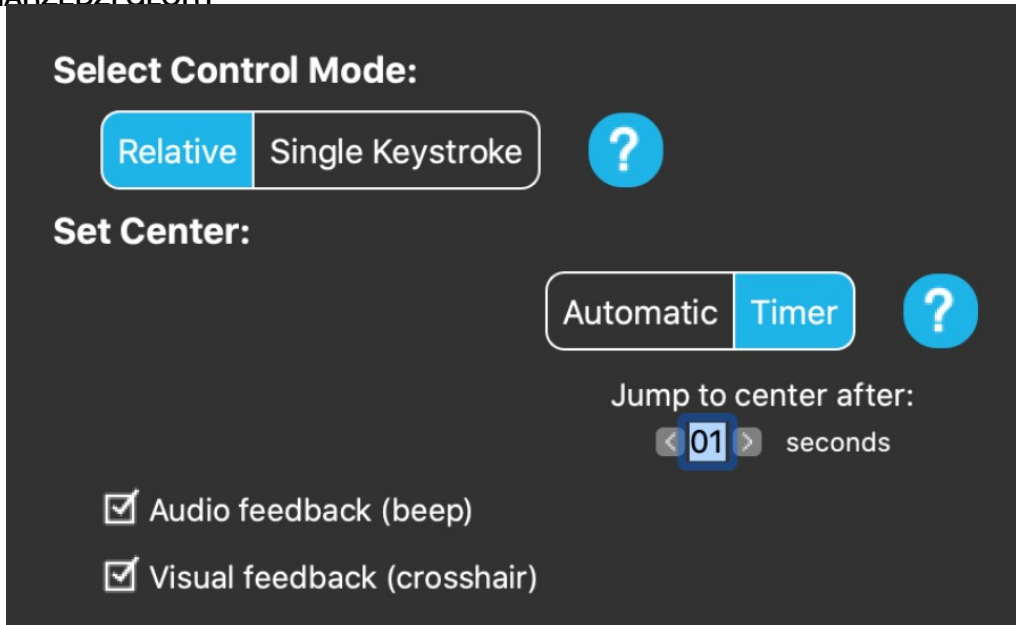 Select Control Mode:
Relative Single Keystroke ?
Set Center:
Automatic Timer ?
Jump to center after:
< 01 > seconds
Audio feedback (beep)
Visual feedback (crosshair)